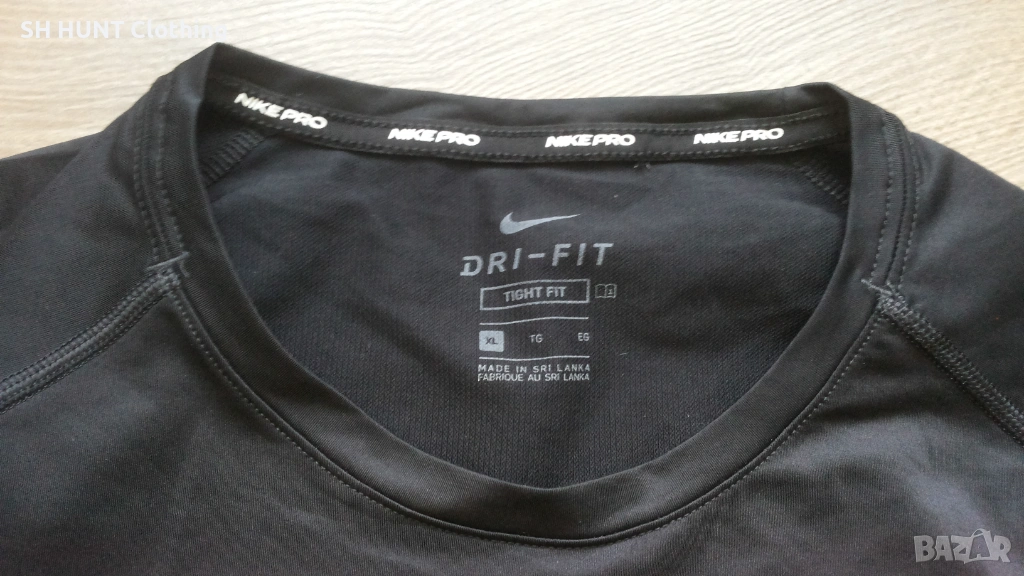 SH HUNT Clothing
NIKE PRO NIKE PRO NIKE PRO NIKE PRO
DRI-FIT
TIGHT FIT
XL TG EG
MADE IN SRI LANKA
FABRIQUE AU SRI LANKA
BAZAR